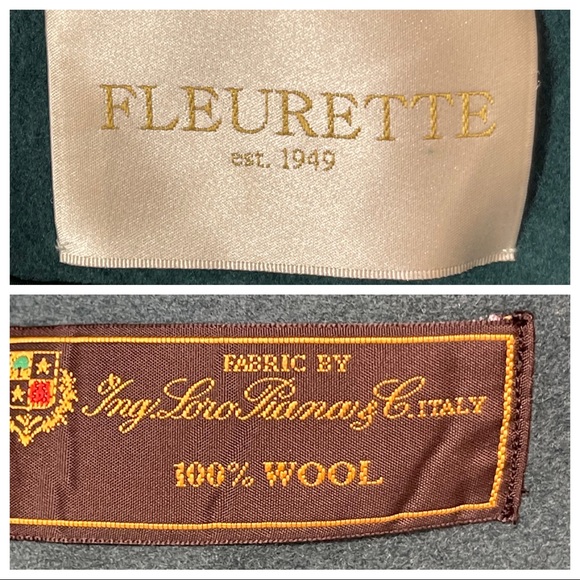 FLEURETTE
est. 1949
FABRIC BY
Ing. Loro Piana & C. ITALY
100% WOOL